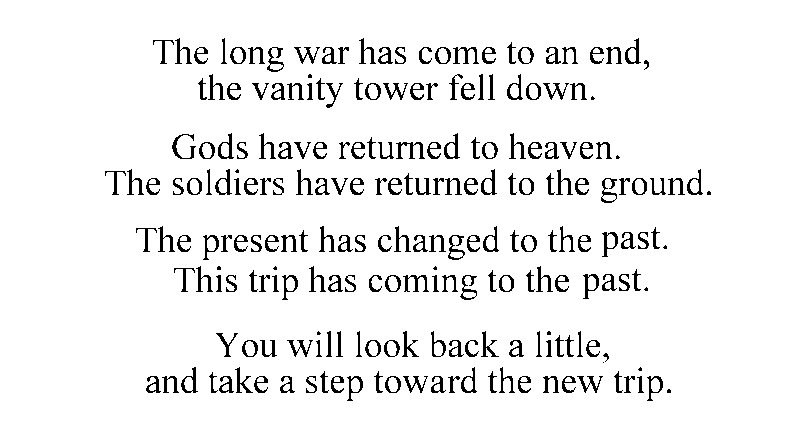 The long war has come to an end,
the vanity tower fell down.
Gods have returned to heaven.
The soldiers have returned to the ground.
The present has changed to the past.
This trip has coming to the past.
You will look back a little,
and take a step toward the new trip.